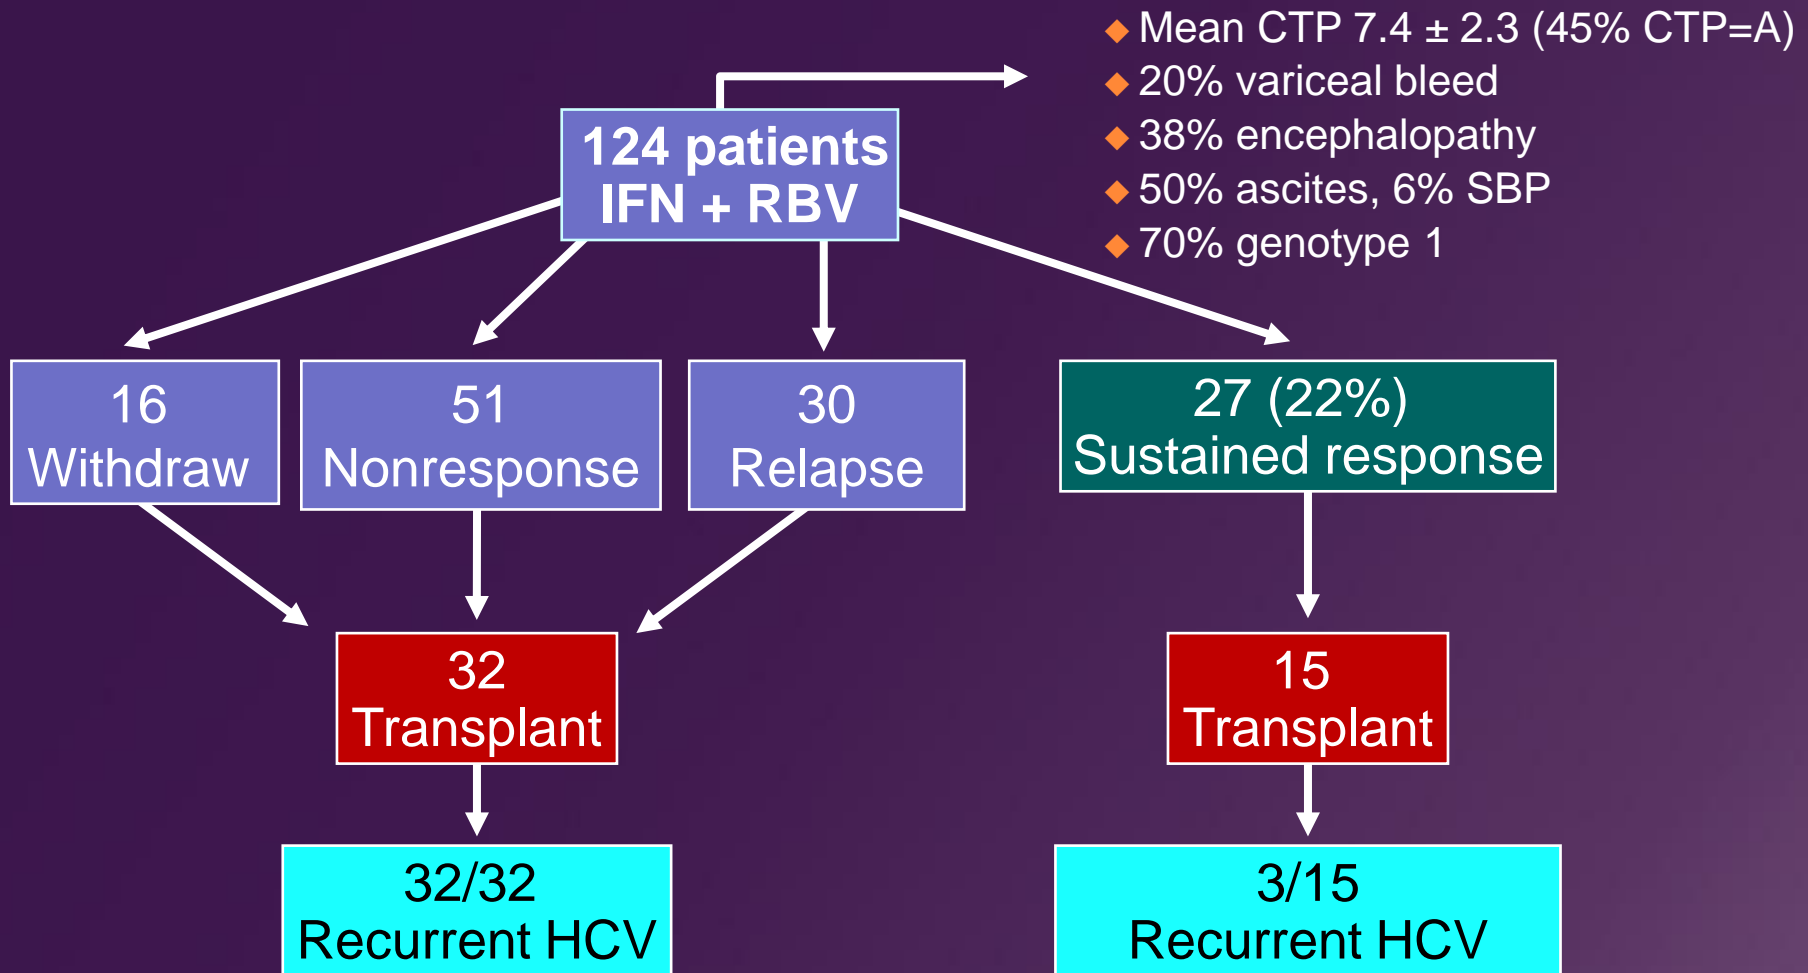 Mean CTP 7.4 ± 2.3 (45% CTP=A)
20% variceal bleed
38% encephalopathy
50% ascites, 6% SBP
70% genotype 1
124 patients
IFN + RBV
16
Withdraw
51
Nonresponse
30
Relapse
27 (22%)
Sustained response
32
Transplant
15
Transplant
32/32
Recurrent HCV
3/15
Recurrent HCV